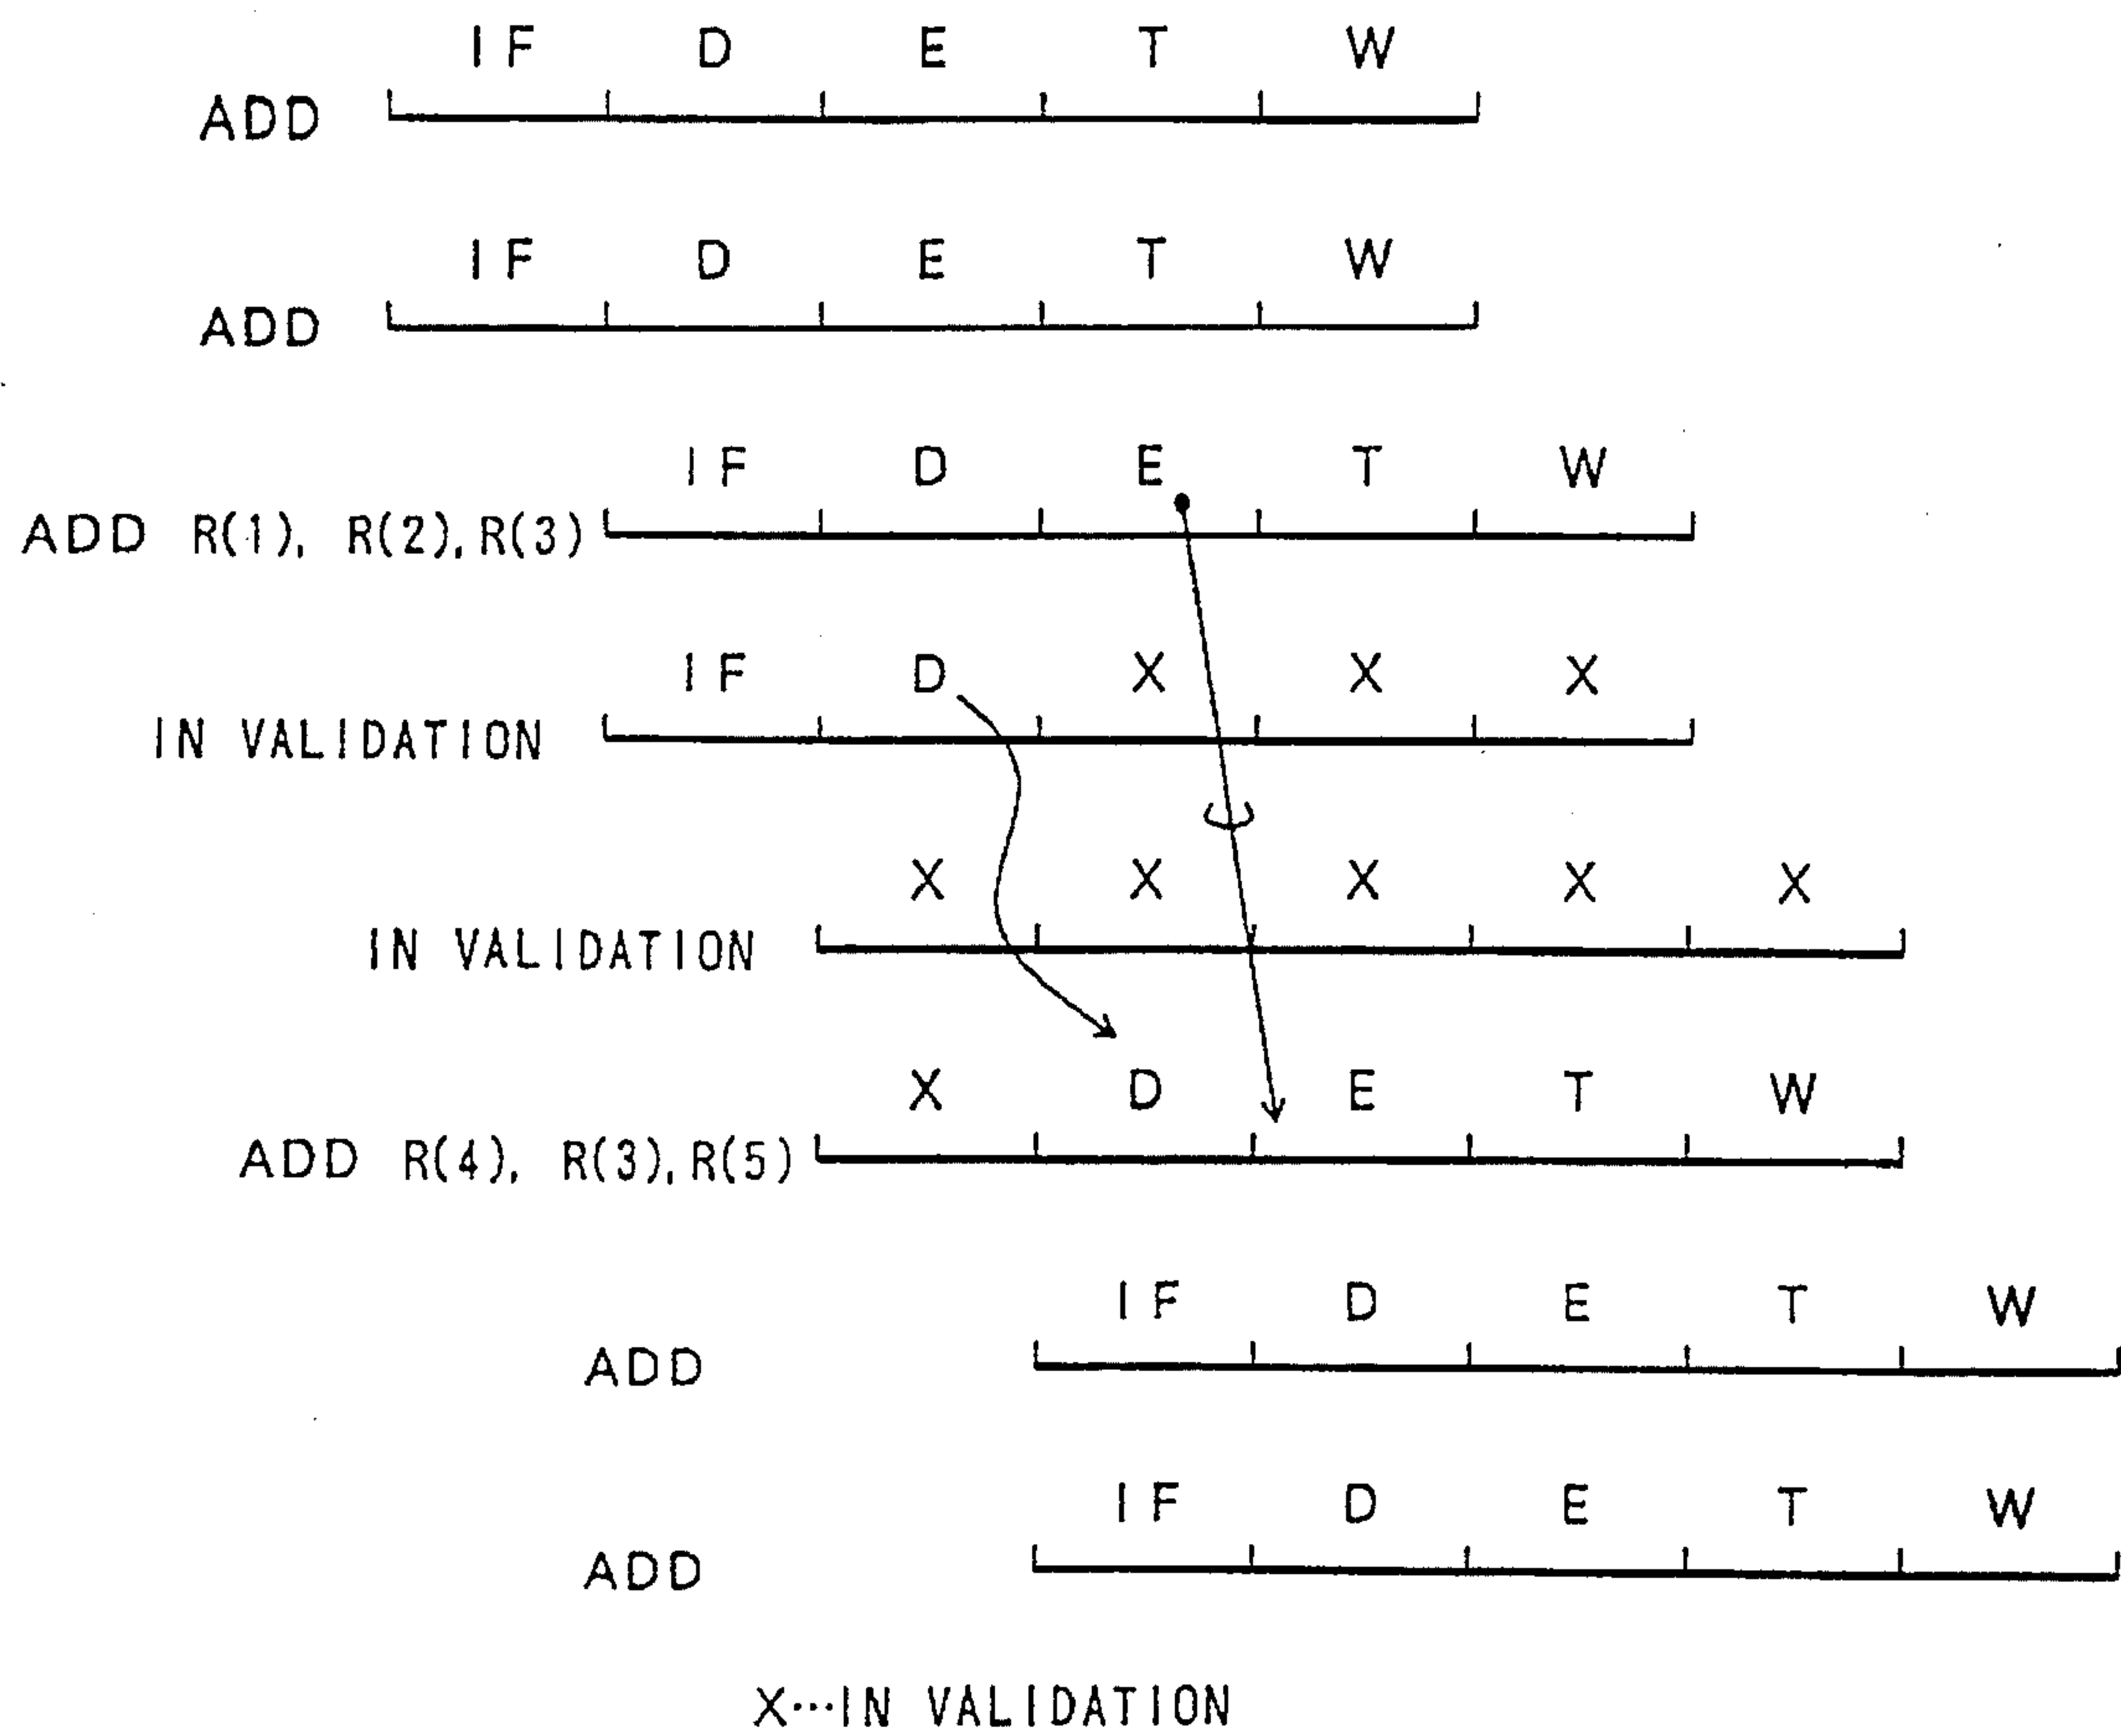 IF D E T W
ADD
IF D E T W
ADD
IF D E T W
ADD R(1), R(2), R(3)
IF D X X X
IN VALIDATION
X X X X X
IN VALIDATION
X D E T W
ADD R(4), R(3), R(5)
IF D E T W
ADD
IF D E T W
ADD
X···IN VALIDATION